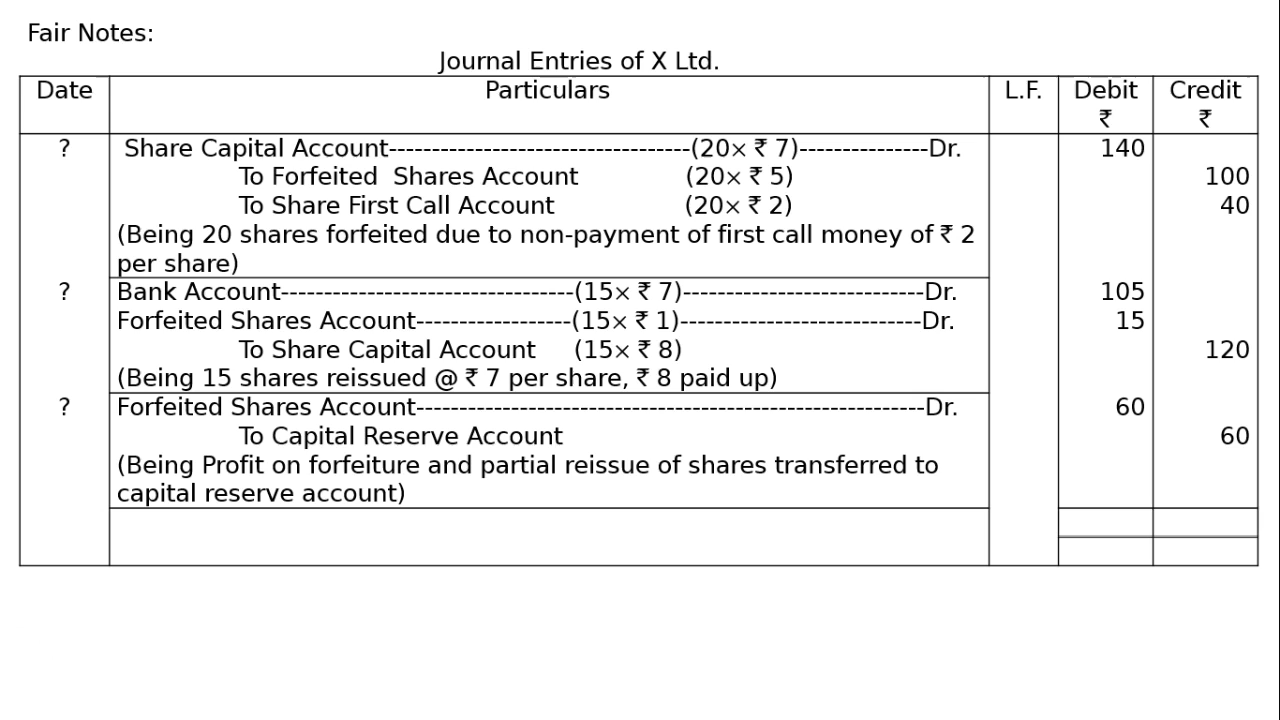 Fair Notes:
Journal Entries of X Ltd.
Date Particulars L.F. Debit Credit
₹ ₹
? Share Capital Account-----------------------------------(20× ₹ 7)---------------Dr. 140
To Forfeited  Shares Account (20× ₹ 5) 100
To Share First Call Account (20× ₹ 2) 40
(Being 20 shares forfeited due to non-payment of first call money of ₹ 2
per share)
? Bank Account----------------------------------(15× ₹ 7)----------------------------Dr. 105
Forfeited Shares Account------------------(15× ₹ 1)----------------------------Dr. 15
To Share Capital Account (15× ₹ 8) 120
(Being 15 shares reissued @ ₹ 7 per share, ₹ 8 paid up)
? Forfeited Shares Account-----------------------------------------------------------Dr. 60
To Capital Reserve Account 60
(Being Profit on forfeiture and partial reissue of shares transferred to
capital reserve account)